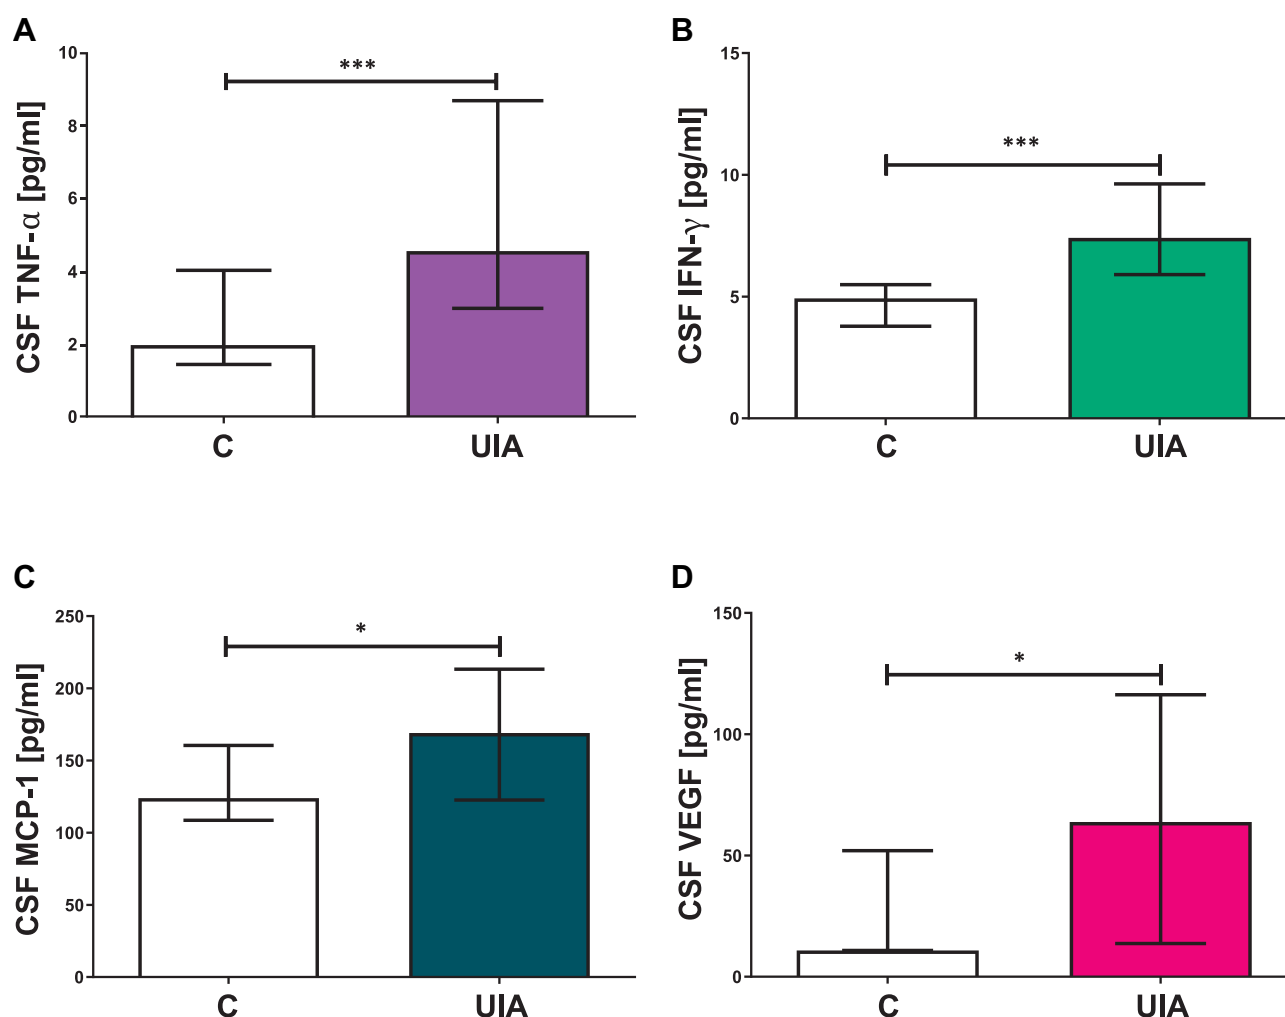 A
CSF TNF-α [pg/ml]
10
8
6
4
2
0
***
C
UIA
B
CSF IFN-γ [pg/ml]
15
10
5
0
***
C
UIA
C
CSF MCP-1 [pg/ml]
250
200
150
100
50
0
*
C
UIA
D
CSF VEGF [pg/ml]
150
100
50
0
*
C
UIA